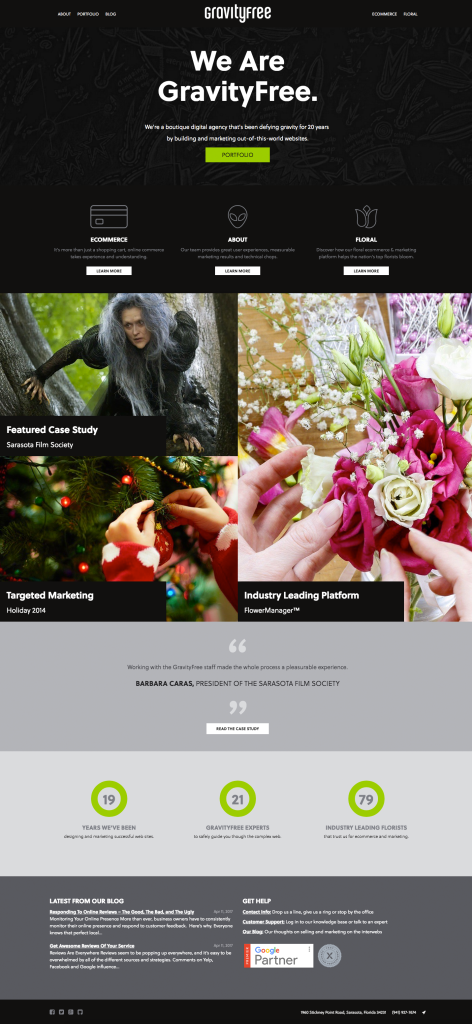 ABOUT PORTFOLIO BLOG
GravityFree
ECOMMERCE FLORAL
We Are
GravityFree.
We're a boutique digital agency that's been defying gravity for 20 years
by building and marketing out-of-this-world websites.
PORTFOLIO
ECOMMERCE
It's more than just a shopping cart, online commerce
takes experience and understanding.
LEARN MORE
ABOUT
Our team provides great user experiences, measurable
marketing results and technical chops.
LEARN MORE
FLORAL
Discover how our floral ecommerce & marketing
platform helps the nation's top florists bloom.
LEARN MORE
Featured Case Study
Sarasota Film Society
Targeted Marketing
Holiday 2014
Industry Leading Platform
FlowerManager™
“
Working with the GravityFree staff made the whole process a pleasurable experience.
BARBARA CARAS, PRESIDENT OF THE SARASOTA FILM SOCIETY
”
READ THE CASE STUDY
19
YEARS WE'VE BEEN
designing and marketing successful web sites.
21
GRAVITYFREE EXPERTS
to safely guide you though the complex web.
79
INDUSTRY LEADING FLORISTS
that trust us for ecommerce and marketing.
LATEST FROM OUR BLOG
Responding To Online Reviews – The Good, The Bad, and The Ugly Apr 11, 2017
Monitoring Your Online Presence More than ever, business owners have to consistently
monitor their online presence and respond to customer feedback. Here's why. Everyone
knows that perfect local...
Get Awesome Reviews Of Your Service Apr 11, 2017
Reviews Are Everywhere Reviews seem to be popping up everywhere, and it's easy to be
overwhelmed by all of the different sources and strategies. Comments on Yelp,
Facebook and Google influence...
GET HELP
Contact Info: Drop us a line, give us a ring or stop by the office
Customer Support: Log in to our knowledge base or talk to an expert
Our Blog: Our thoughts on selling and marketing on the interwebs
PREMIER
Google
Partner
X
1960 Stickney Point Road, Sarasota, Florida 34231 (941) 927-7674